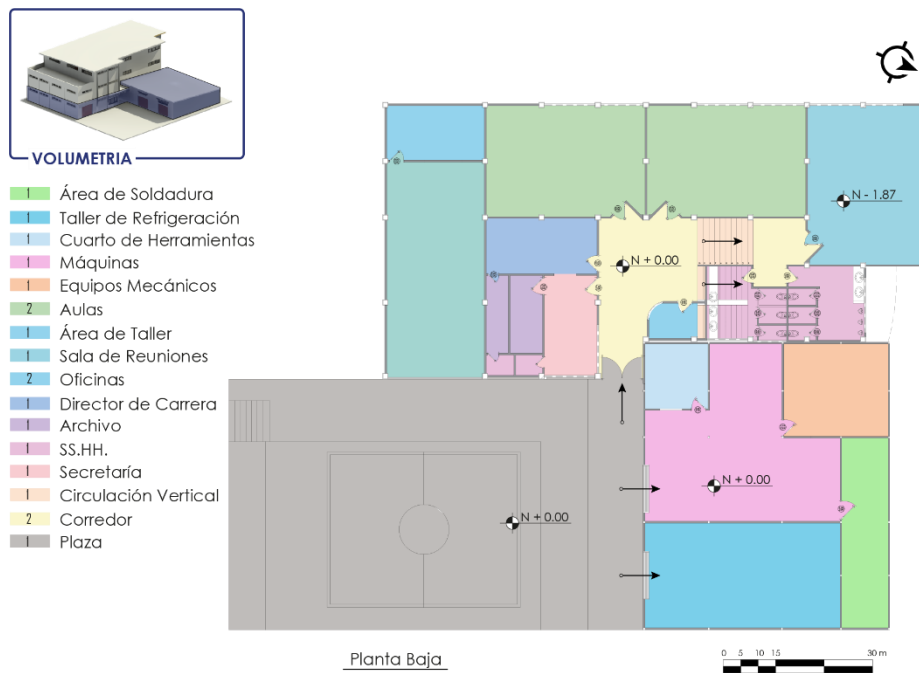 VOLUMETRIA
1 Área de Soldadura
1 Taller de Refrigeración
1 Cuarto de Herramientas
1 Máquinas
1 Equipos Mecánicos
2 Aulas
1 Área de Taller
1 Sala de Reuniones
2 Oficinas
1 Director de Carrera
1 Archivo
1 SS.HH.
1 Secretaría
1 Circulación Vertical
2 Corredor
1 Plaza
N - 1.87
N + 0.00
N + 0.00
N + 0.00
Planta Baja
0 5 10 15 30 m